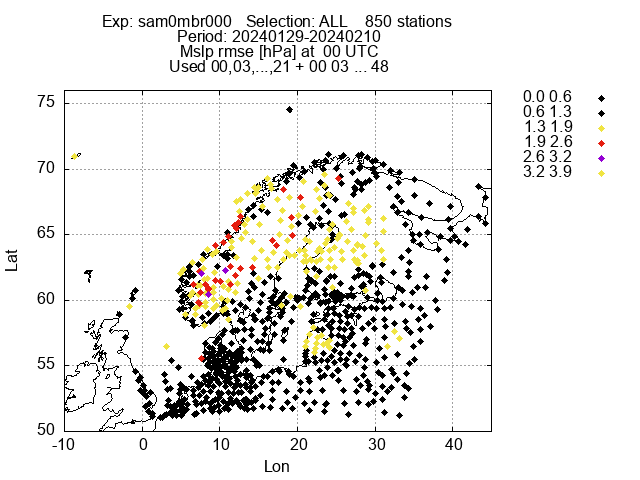 Exp: sam0mbr000 Selection: ALL 850 stations
Period: 20240129-20240210
Mslp rmse [hPa] at 00 UTC
Used 00,03,...,21 + 00 03 ... 48
0.0 0.6
0.6 1.3
1.3 1.9
1.9 2.6
2.6 3.2
3.2 3.9
75
70
65
60
55
50
Lat
-10 0 10 20 30 40
Lon